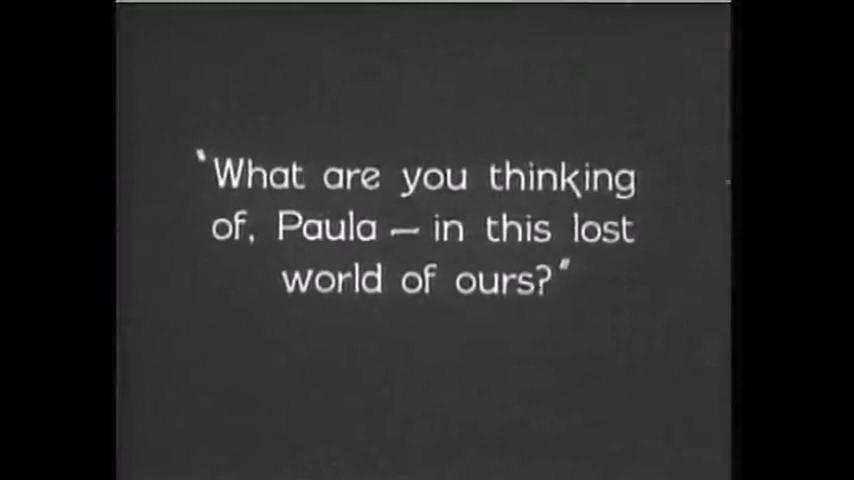 "What are you thinking
of, Paula — in this lost
world of ours?"